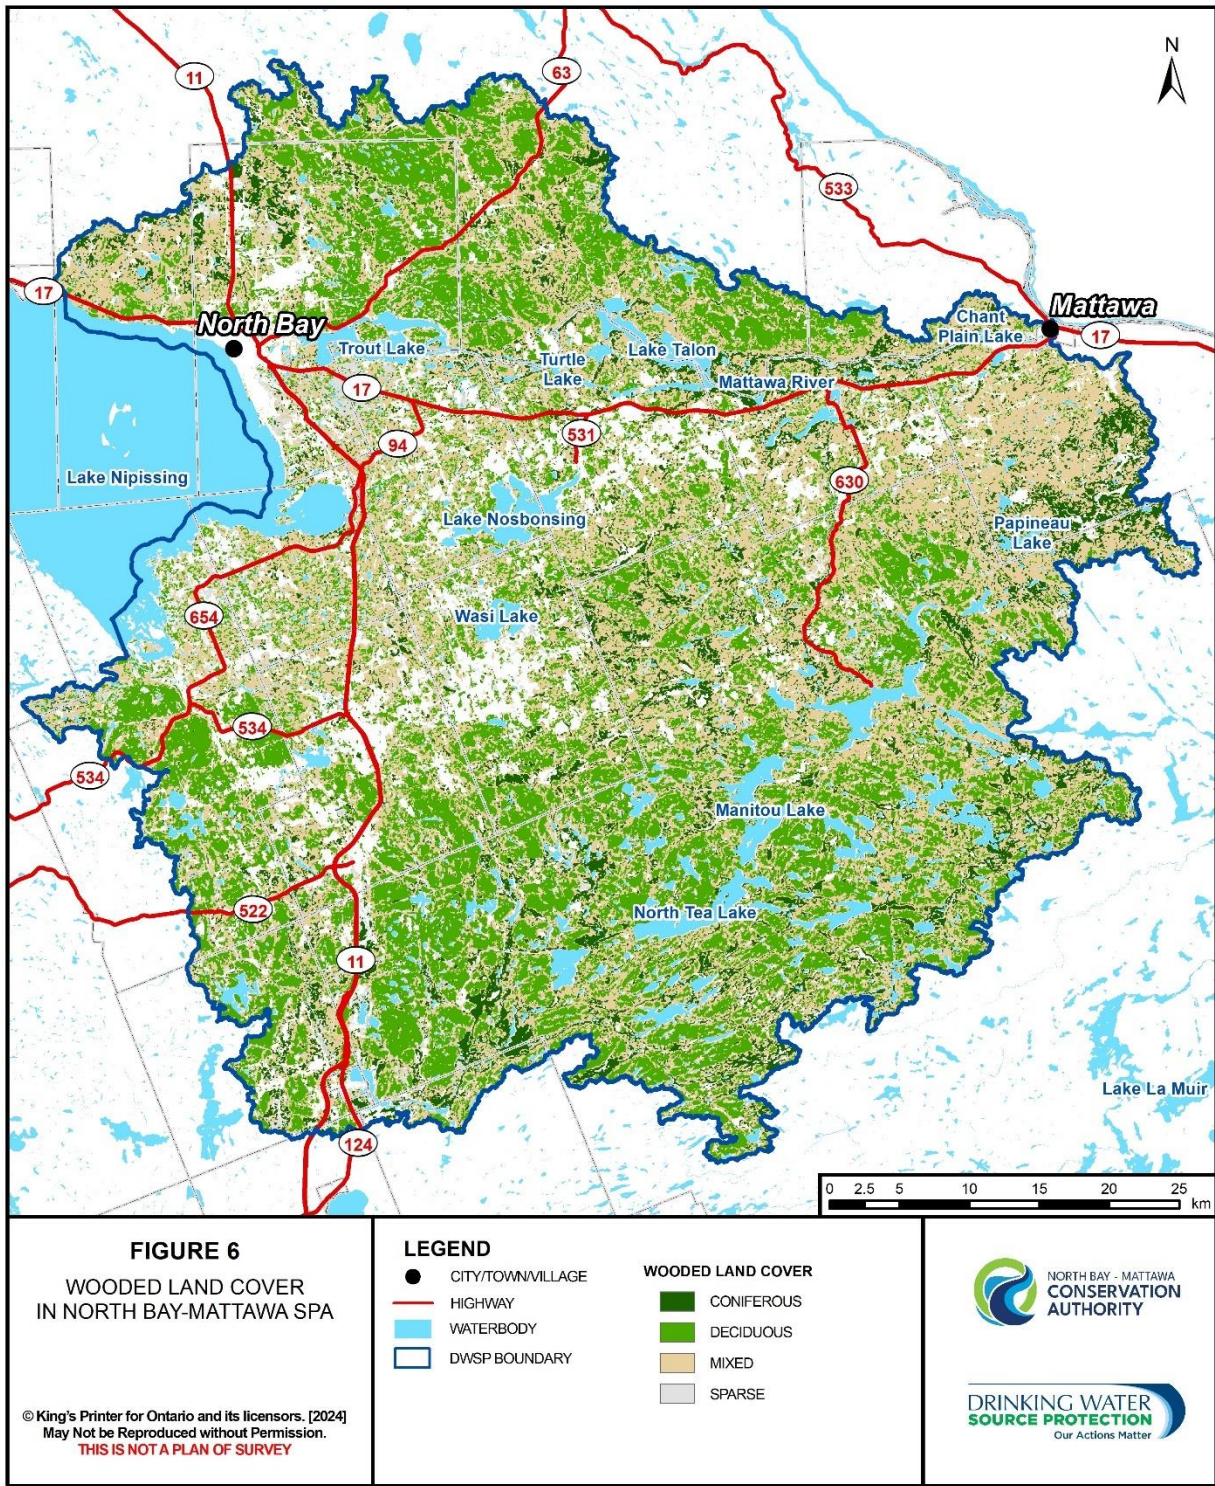 N
11
63
533
17
North Bay
Mattawa
Chant
Plain Lake
17
Trout Lake
Turtle
Lake
Lake Talon
Mattawa River
17
94
531
630
Lake Nipissing
Lake Nosbonsing
Papineau
Lake
654
Wasi Lake
534
534
Manitou Lake
522
North Tea Lake
11
Lake La Muir
124
0 2.5 5 10 15 20 25
km
FIGURE 6
WOODED LAND COVER
IN NORTH BAY-MATTAWA SPA
© King's Printer for Ontario and its licensors. [2024]
May Not be Reproduced without Permission.
THIS IS NOT A PLAN OF SURVEY
LEGEND
CITY/TOWN/VILLAGE
HIGHWAY
WATERBODY
DWSP BOUNDARY
WOODED LAND COVER
CONIFEROUS
DECIDUOUS
MIXED
SPARSE
NORTH BAY - MATTAWA
CONSERVATION
AUTHORITY
DRINKING WATER
SOURCE PROTECTION
Our Actions Matter